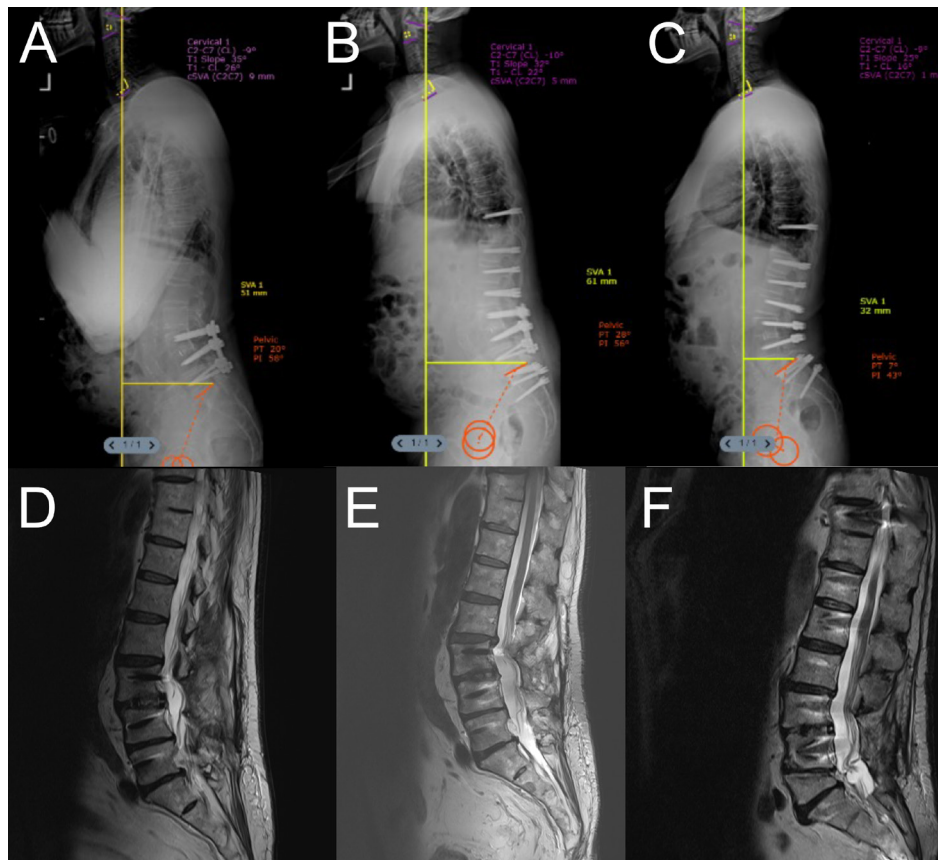 A
Cervical 1
C2-C7 (CL) -9°
T1 Slope 35°
T1 - CL 26°
cSVA (C2C7) 9 mm
SVA 1
51 mm
Pelvic
PT 20°
PI 56°
1/1
B
Cervical 1
C2-C7 (CL) -10°
T1 Slope 32°
T1 - CL 22°
cSVA (C2C7) 5 mm
SVA 1
61 mm
Pelvic
PT 28°
PI 56°
1/1
C
Cervical 1
C2-C7 (CL) -9°
T1 Slope 25°
T1 - CL 16°
cSVA (C2C7) 1 m
SVA 1
32 mm
Pelvic
PT 7°
PI 43°
1/1
D
E
F